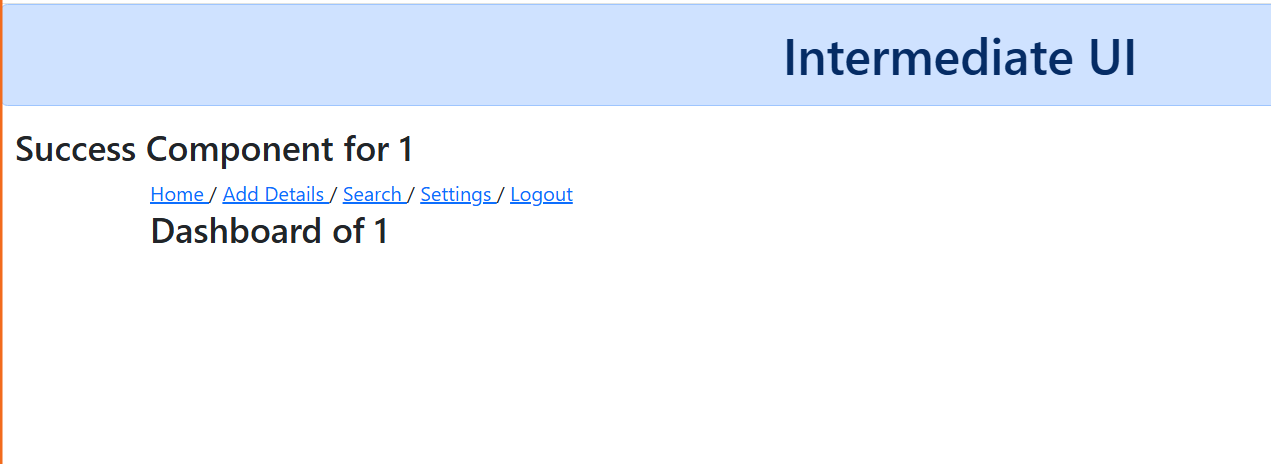 Intermediate UI
Success Component for 1
Home / Add Details / Search / Settings / Logout
Dashboard of 1